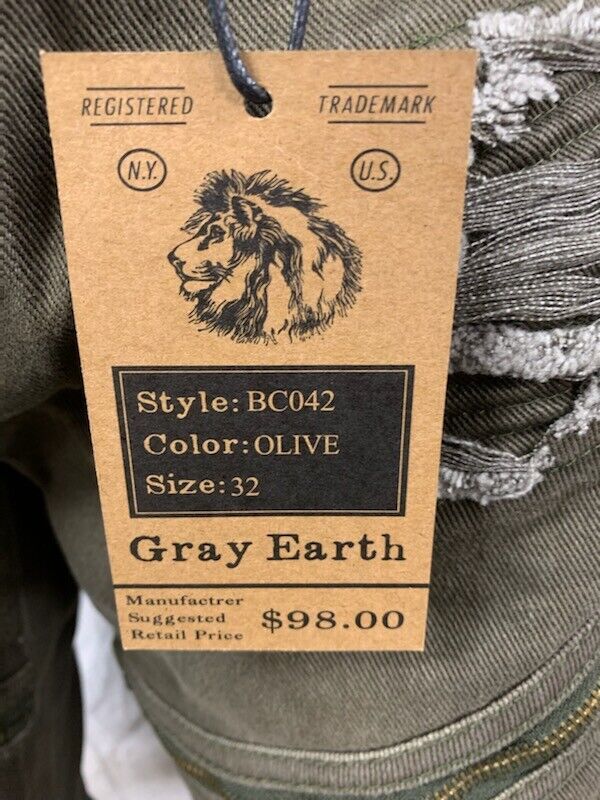 REGISTERED TRADEMARK
N.Y. U.S.
Style: BC042
Color: OLIVE
Size: 32
Gray Earth
Manufactrer
Suggested
Retail Price
$98.00